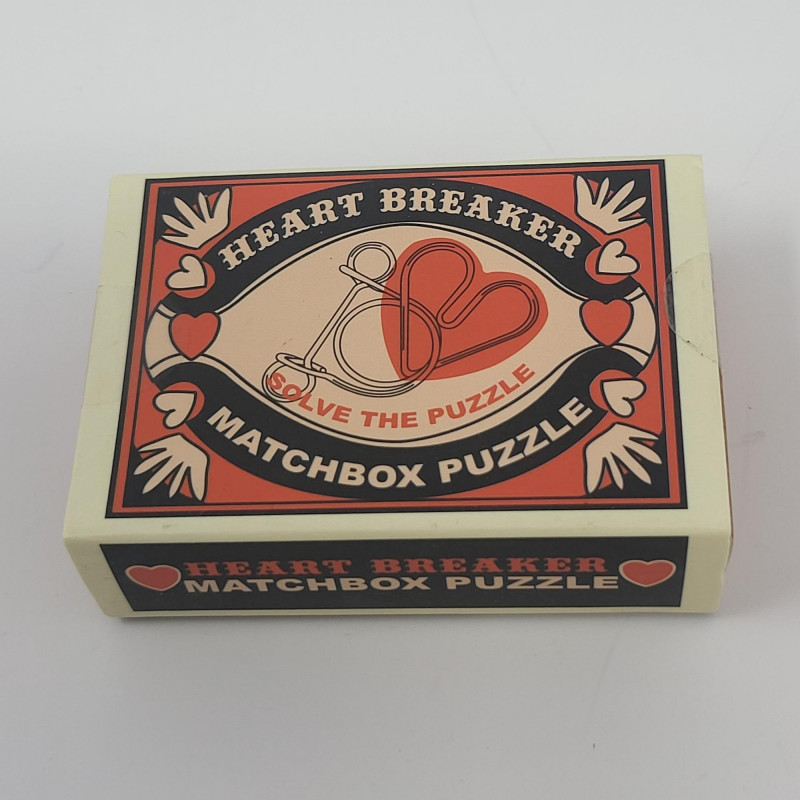 HEART BREAKER
SOLVE THE PUZZLE
MATCHBOX PUZZLE
HEART BREAKER
MATCHBOX PUZZLE